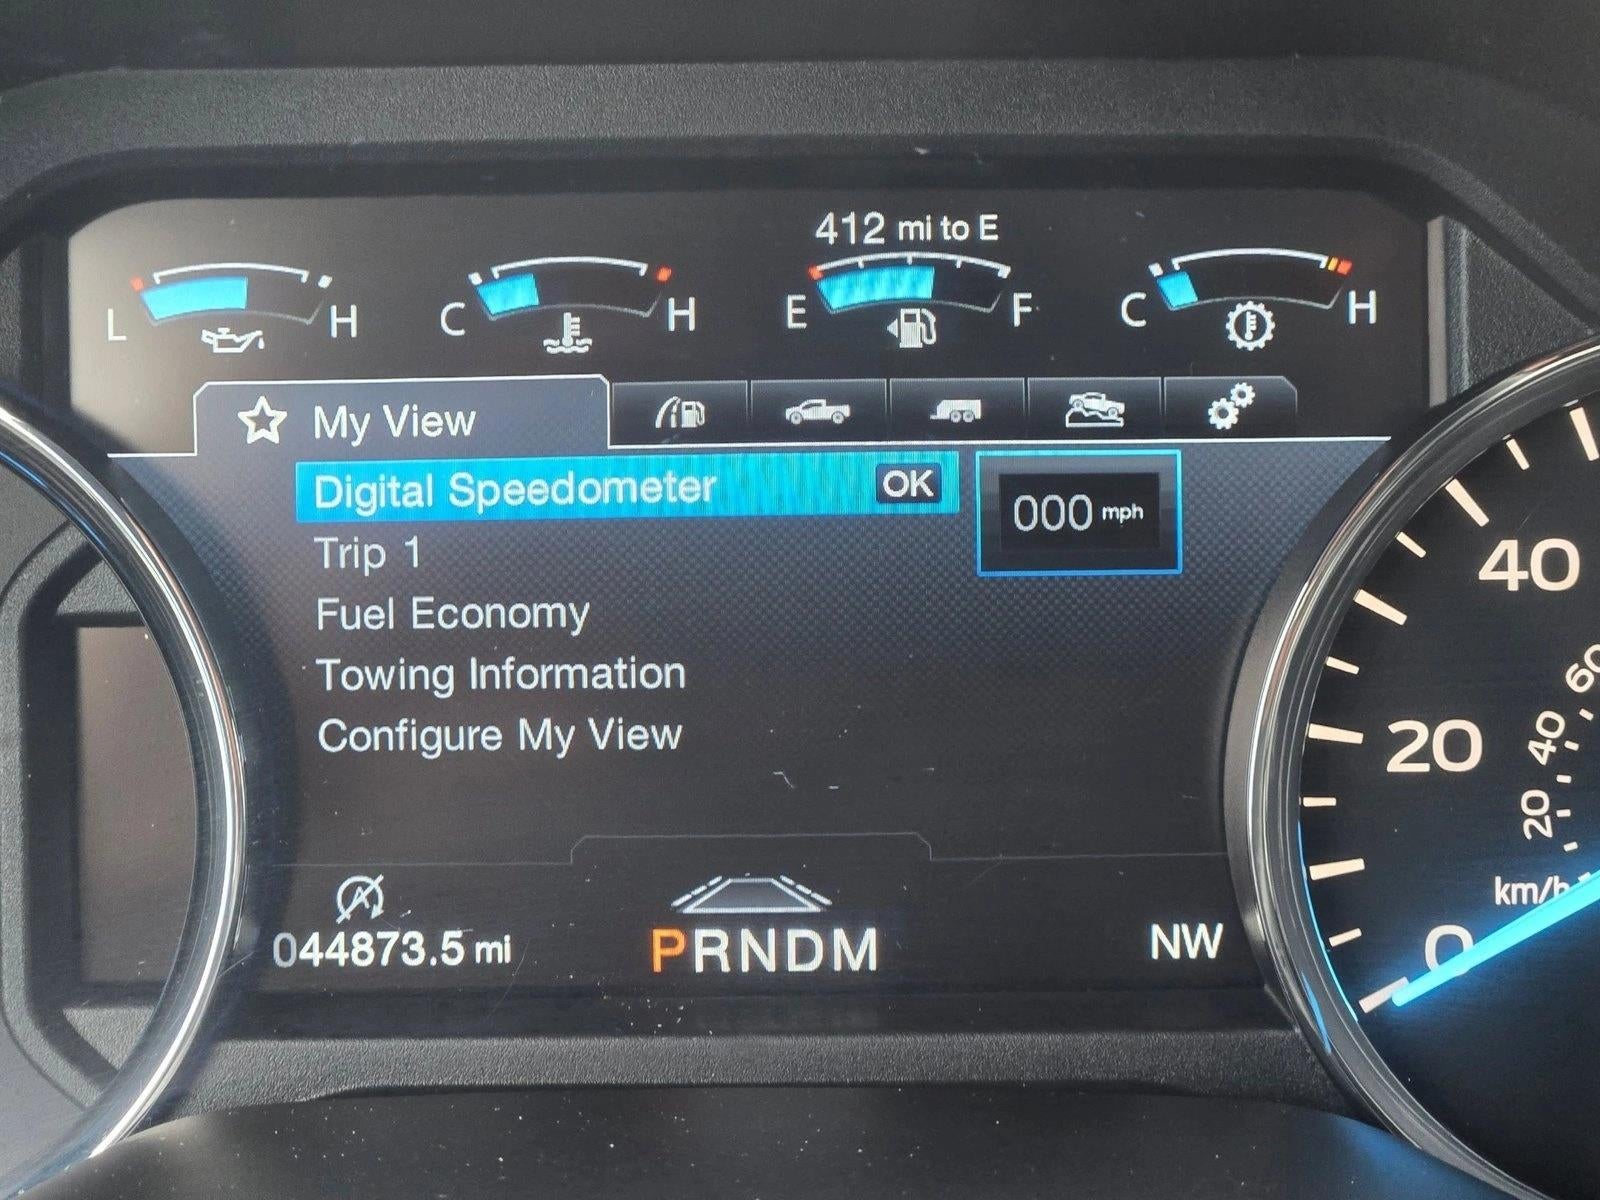 412 mi to E
L H C H E F C H
My View
Digital Speedometer OK
000 mph
Trip 1
Fuel Economy
Towing Information
Configure My View
044873.5 mi
PRNDM
NW
40
20
0
60
40
20
km/h